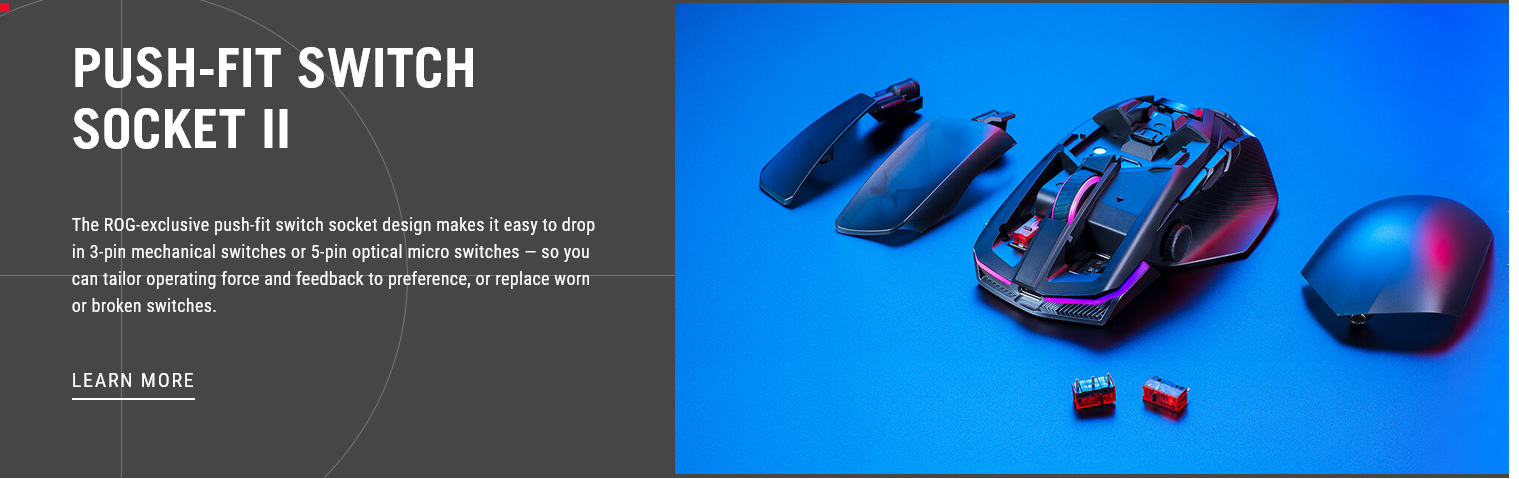 PUSH-FIT SWITCH
SOCKET II
The ROG-exclusive push-fit switch socket design makes it easy to drop
in 3-pin mechanical switches or 5-pin optical micro switches – so you
can tailor operating force and feedback to preference, or replace worn
or broken switches.
LEARN MORE